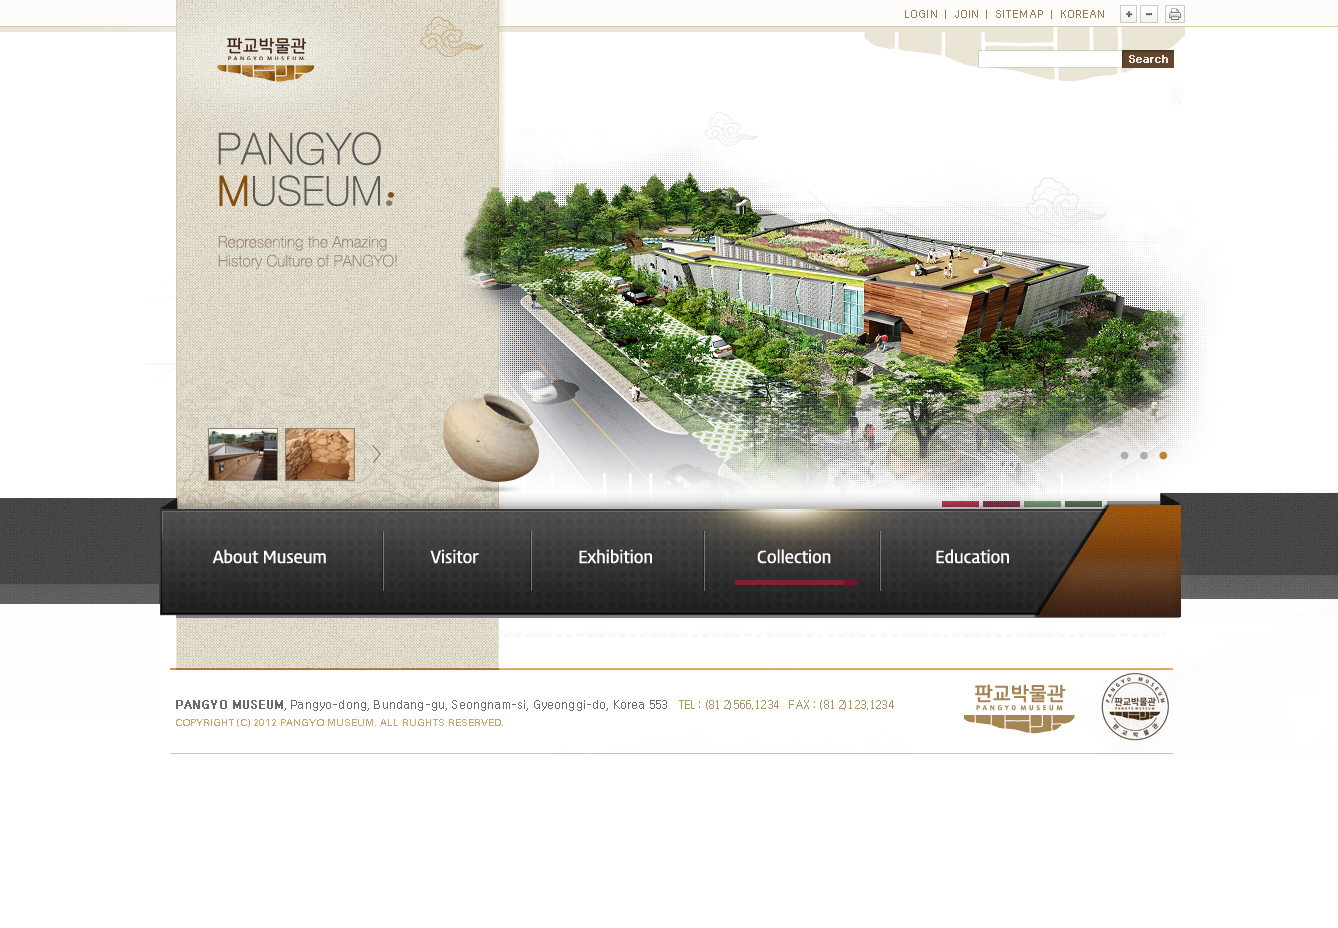 LOGIN | JOIN | SITEMAP | KOREAN
Search
판교박물관
PANGYO MUSEUM
PANGYO
MUSEUM:
Representing the Amazing
History Culture of PANGYO!
About Museum
Visitor
Exhibition
Collection
Education
PANGYO MUSEUM, Pangyo-dong, Bundang-gu, Seongnam-si, Gyeonggi-do, Korea 553 TEL : (81 2)566,1234 FAX : (81 2)123,1234
COPYRIGHT (C) 2012 PANGYO MUSEUM. ALL RUGHTS RESERVED.
판교박물관
PANGYO MUSEUM
PANGYO MUSEUM
판교박물관
판교박물관